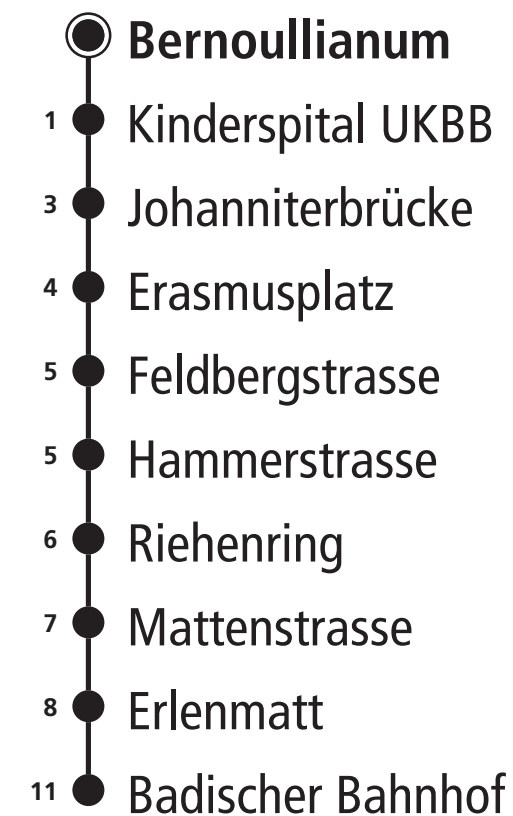 Bernoullianum
1 Kinderspital UKBB
3 Johanniterbrücke
4 Erasmusplatz
5 Feldbergstrasse
5 Hammerstrasse
6 Riehenring
7 Mattenstrasse
8 Erlenmatt
11 Badischer Bahnhof